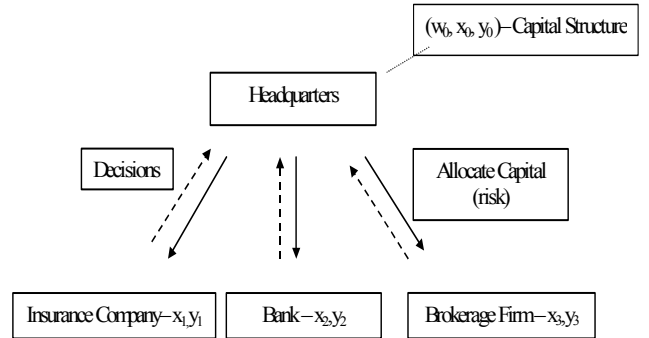 (w₀, x₀, y₀)–Capital Structure
Headquarters
Decisions
Allocate Capital
(risk)
Insurance Company–x₁,y₁
Bank–x₂,y₂
Brokerage Firm–x₃,y₃